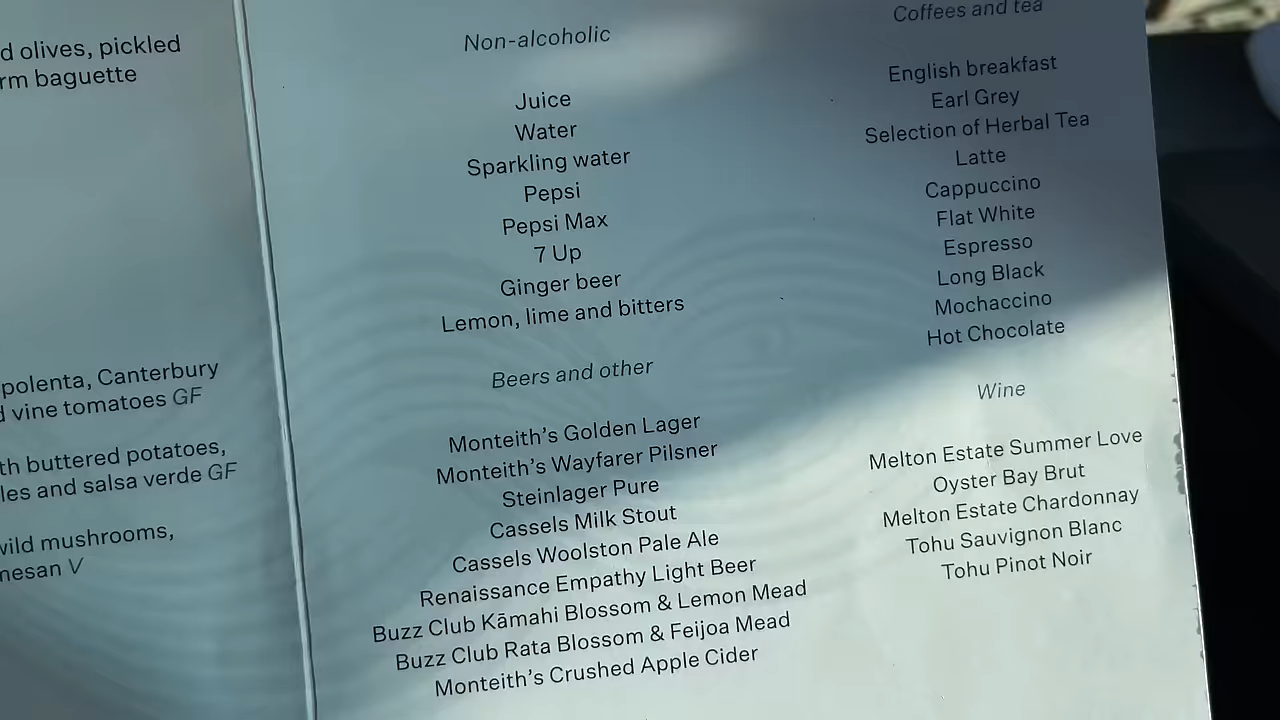 d olives, pickled
rm baguette
polenta, Canterbury
d vine tomatoes GF
th buttered potatoes,
les and salsa verde GF
wild mushrooms,
mesan V
Non-alcoholic
Juice
Water
Sparkling water
Pepsi
Pepsi Max
7 Up
Ginger beer
Lemon, lime and bitters
Beers and other
Monteith's Golden Lager
Monteith's Wayfarer Pilsner
Steinlager Pure
Cassels Milk Stout
Cassels Woolston Pale Ale
Renaissance Empathy Light Beer
Buzz Club Kāmahi Blossom & Lemon Mead
Buzz Club Rata Blossom & Feijoa Mead
Monteith's Crushed Apple Cider
Coffees and tea
English breakfast
Earl Grey
Selection of Herbal Tea
Latte
Cappuccino
Flat White
Espresso
Long Black
Mochaccino
Hot Chocolate
Wine
Melton Estate Summer Love
Oyster Bay Brut
Melton Estate Chardonnay
Tohu Sauvignon Blanc
Tohu Pinot Noir